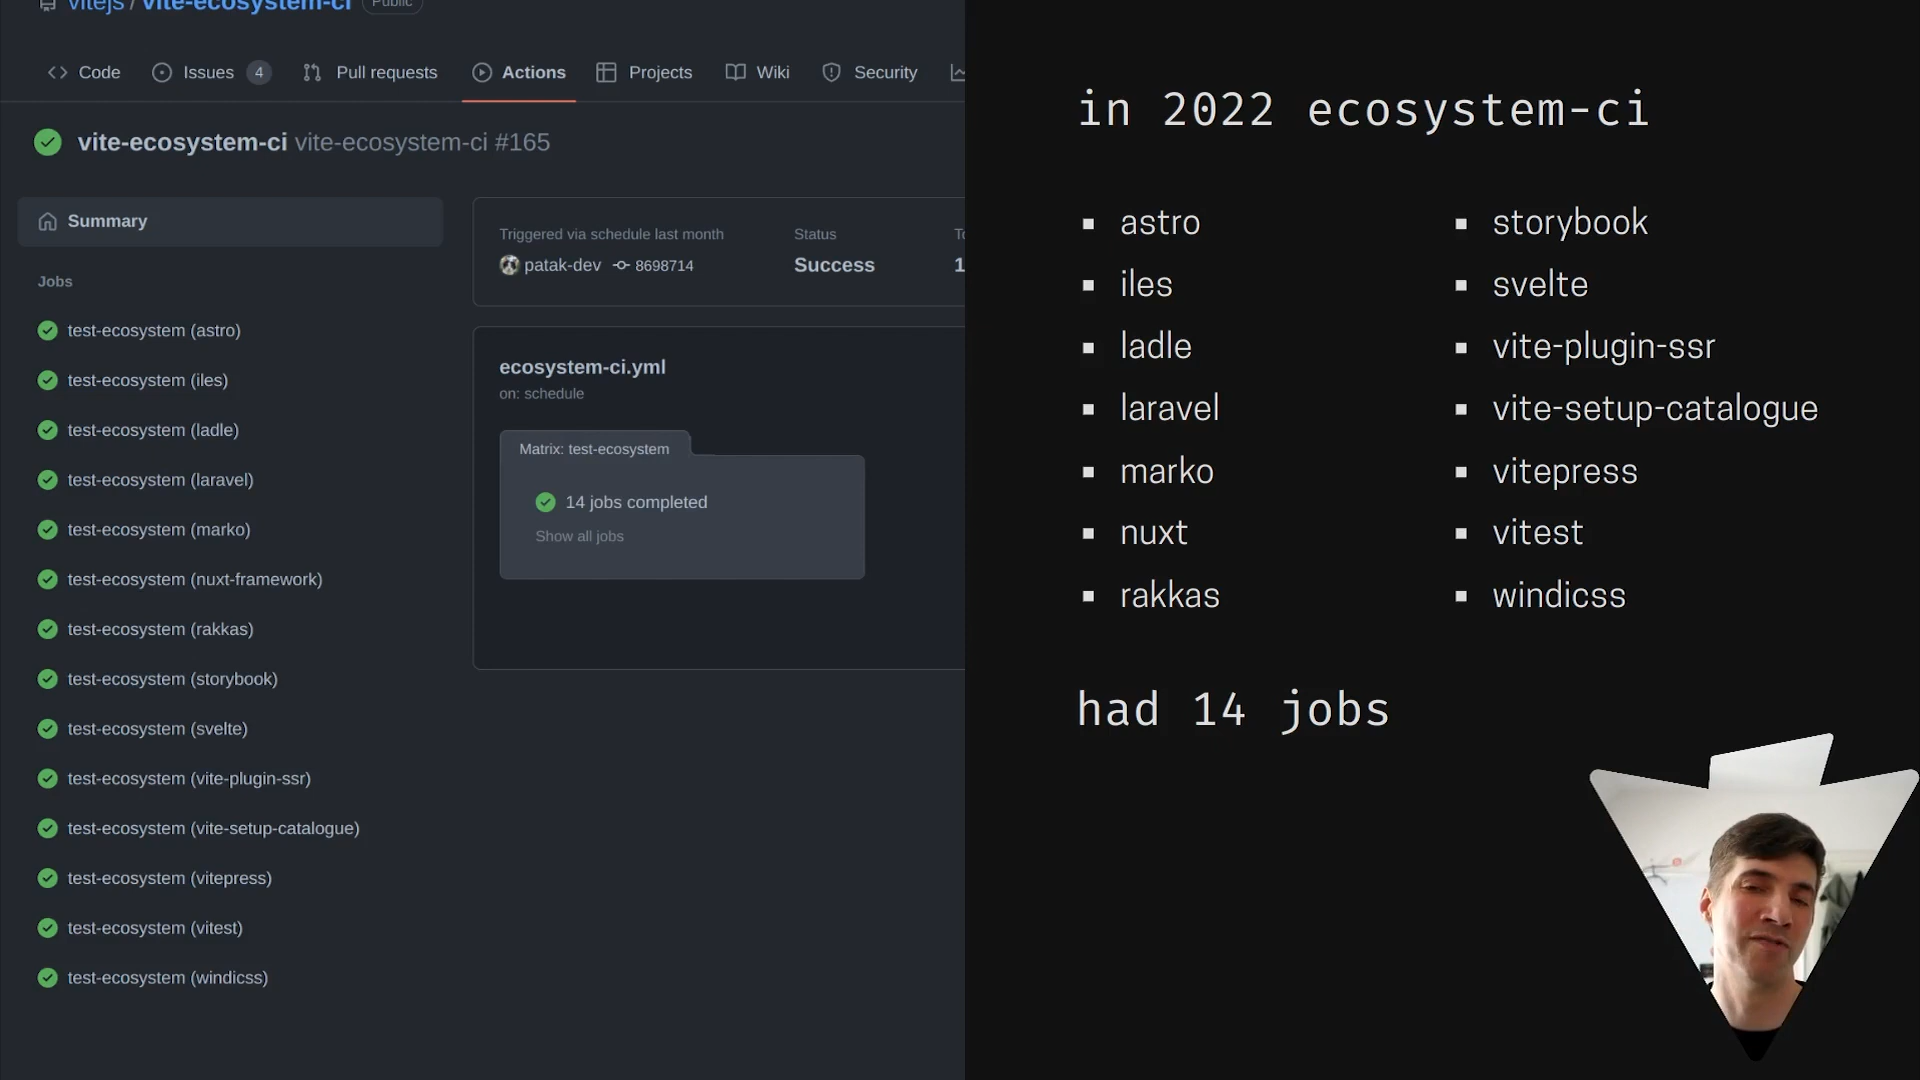 vitejs / vite-ecosystem-ci Public
Code Issues 4 Pull requests Actions Projects Wiki Security
vite-ecosystem-ci vite-ecosystem-ci #165
Summary
Jobs
test-ecosystem (astro)
test-ecosystem (iles)
test-ecosystem (ladle)
test-ecosystem (laravel)
test-ecosystem (marko)
test-ecosystem (nuxt-framework)
test-ecosystem (rakkas)
test-ecosystem (storybook)
test-ecosystem (svelte)
test-ecosystem (vite-plugin-ssr)
test-ecosystem (vite-setup-catalogue)
test-ecosystem (vitepress)
test-ecosystem (vitest)
test-ecosystem (windicss)
Triggered via schedule last month
patak-dev 8698714
Status
Success
ecosystem-ci.yml
on: schedule
Matrix: test-ecosystem
14 jobs completed
Show all jobs
in 2022 ecosystem-ci
astro
iles
ladle
laravel
marko
nuxt
rakkas
storybook
svelte
vite-plugin-ssr
vite-setup-catalogue
vitepress
vitest
windicss
had 14 jobs